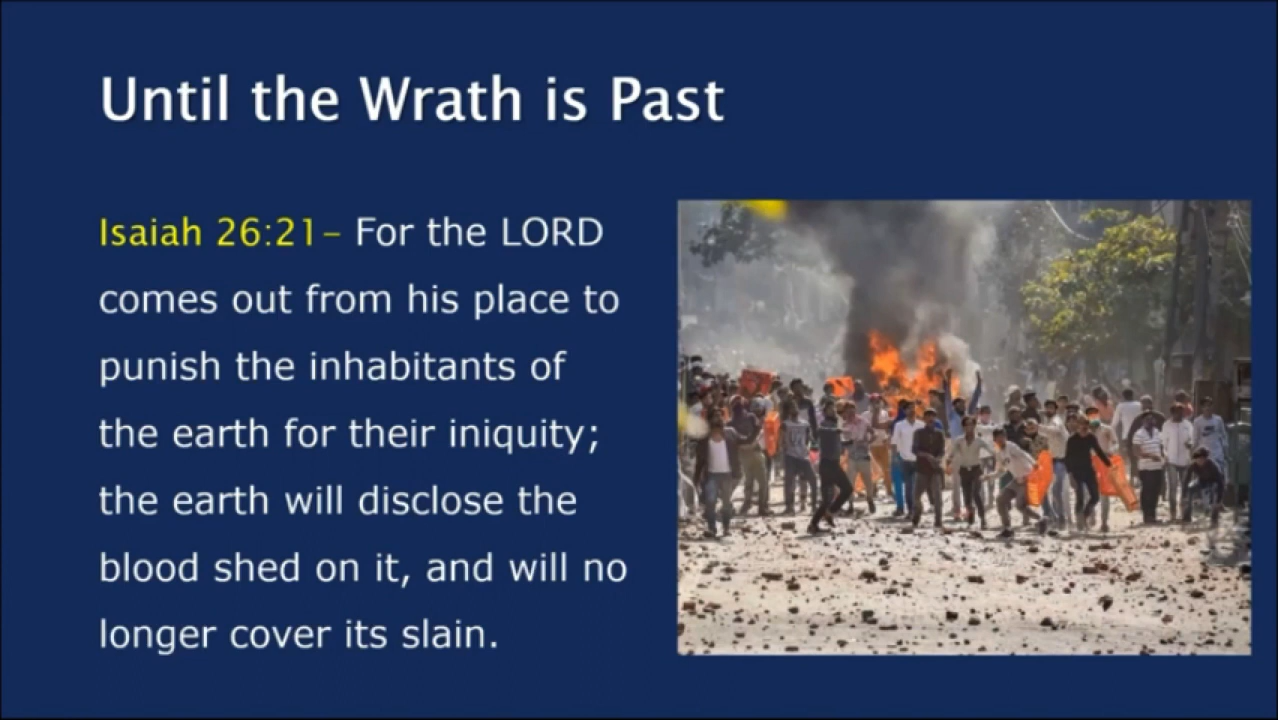 Until the Wrath is Past
Isaiah 26:21– For the LORD
comes out from his place to
punish the inhabitants of
the earth for their iniquity;
the earth will disclose the
blood shed on it, and will no
longer cover its slain.